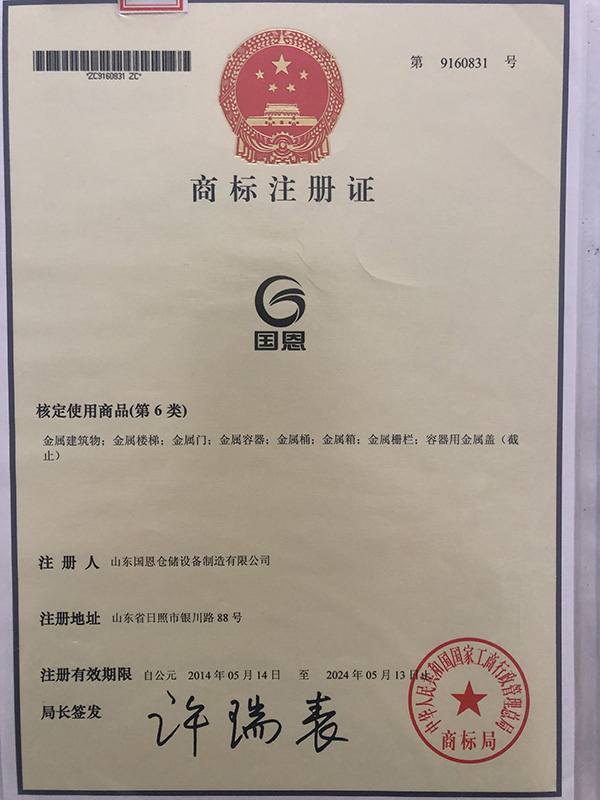 *ZC9160831 ZC*
第 9160831 号
商标注册证
国恩
核定使用商品(第 6 类)
金属建筑物；金属楼梯；金属门；金属容器；金属桶；金属箱；金属栅栏；容器用金属盖（截
止）
注 册 人 山东国恩仓储设备制造有限公司
注册地址 山东省日照市银川路 88 号
注册有效期限 自公元 2014 年 05 月 14 日 至 2024 年 05 月 13 日止
局长签发 许瑞表
中华人民共和国国家工商行政管理总局
商标局